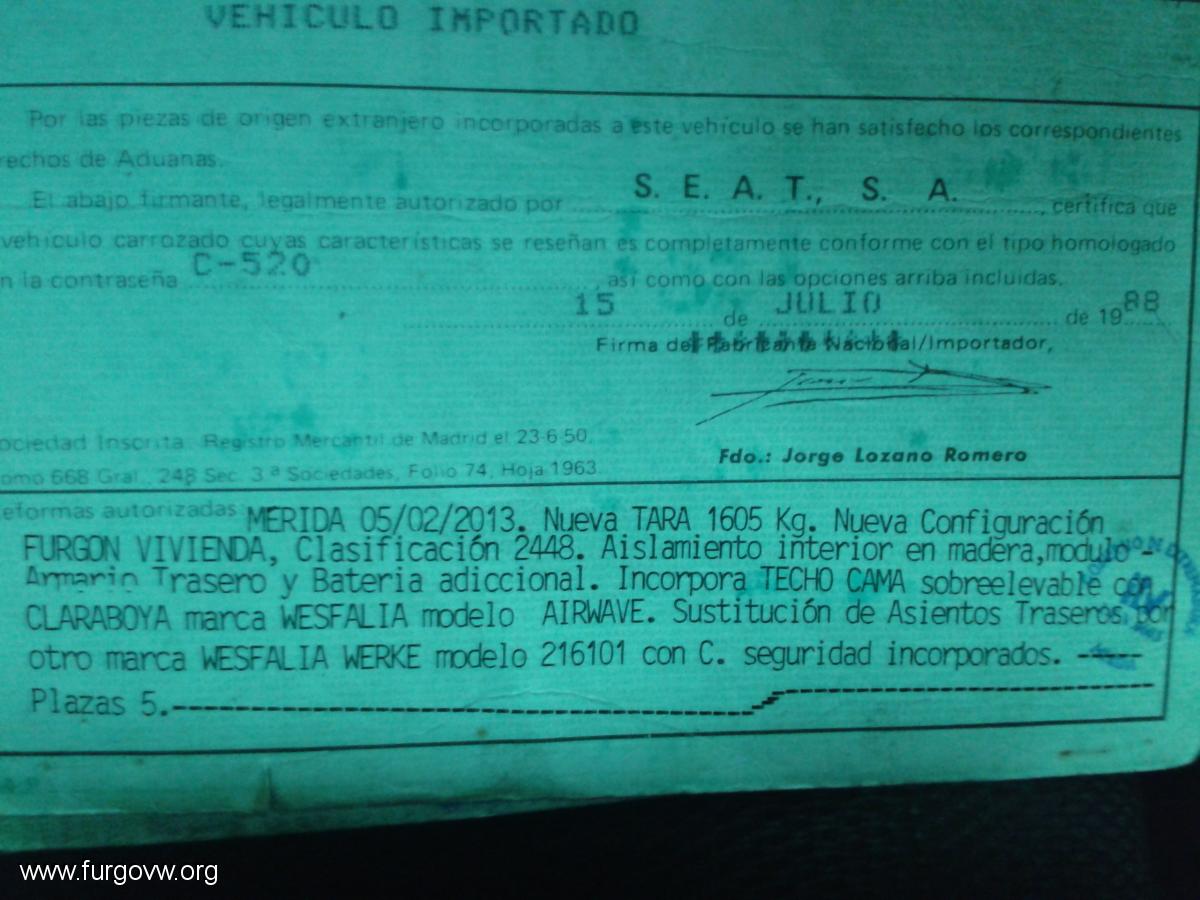 VEHICULO IMPORTADO
Por las piezas de origen extranjero incorporadas a este vehículo se han satisfecho los correspondientes
rechos de Aduanas.
El abajo firmante, legalmente autorizado por S. E. A. T., S. A. , certifica que
vehículo carrozado cuyas características se reseñan es completamente conforme con el tipo homologado
n la contraseña C-520 , así como con las opciones arriba incluidas.
15 de JULIO de 1988
Firma del Fabricante Nacional/Importador,
Fdo.: Jorge Lozano Romero
ociedad Inscrita. Registro Mercantil de Madrid el 23-6-50.
omo 668 Gral. 248 Sec. 3ª Sociedades, Folio 74, Hoja 1963.
eformas autorizadas: MERIDA 05/02/2013. Nueva TARA 1605 Kg. Nueva Configuración
FURGON VIVIENDA, Clasificación 2448. Aislamiento interior en madera,modulo -
Armario Trasero y Bateria adiccional. Incorpora TECHO CAMA sobreelevable con
CLARABOYA marca WESFALIA modelo AIRWAVE. Sustitución de Asientos Traseros por
otro marca WESFALIA WERKE modelo 216101 con C. seguridad incorporados. -----
Plazas 5.
www.furgovw.org